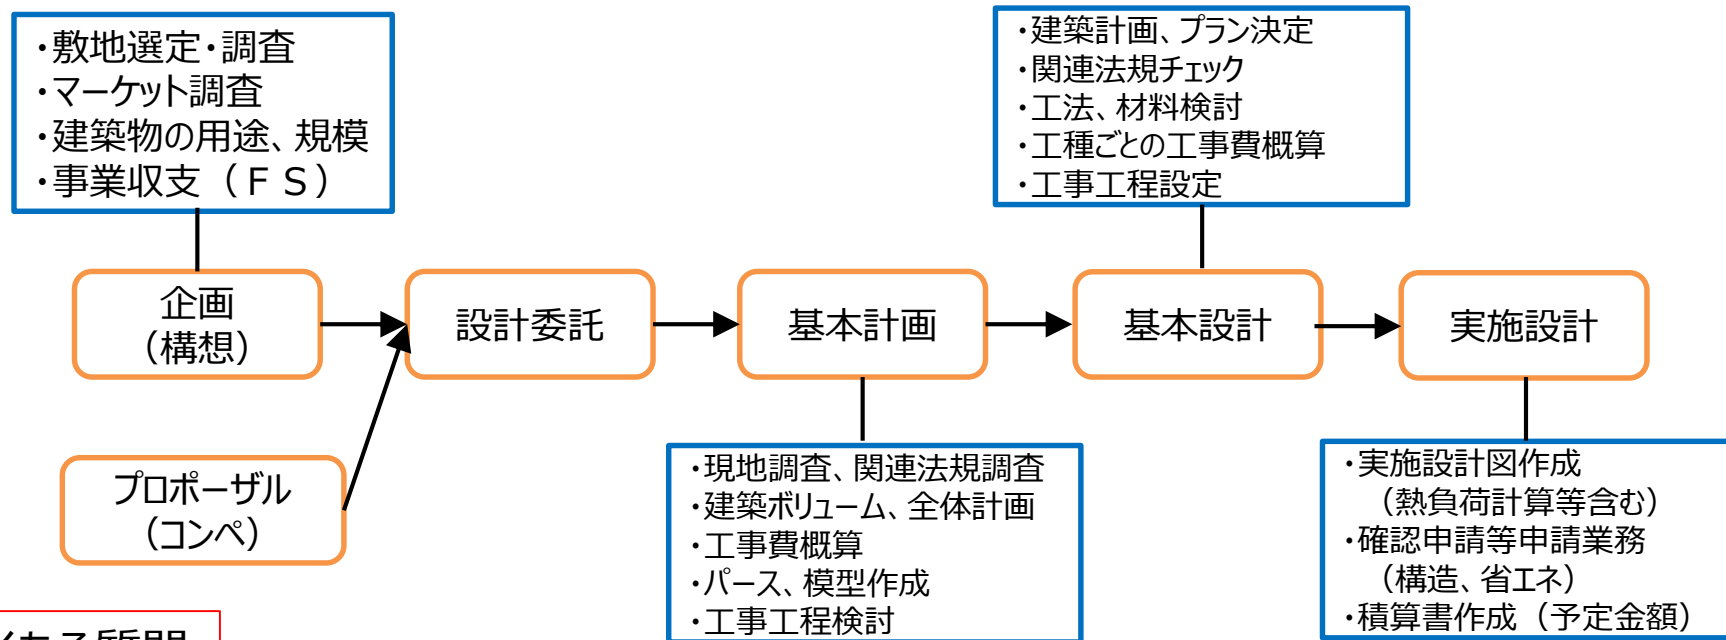 ・敷地選定・調査
・マーケット調査
・建築物の用途、規模
・事業収支（ＦＳ）
・建築計画、プラン決定
・関連法規チェック
・工法、材料検討
・工種ごとの工事費概算
・工事工程設定
企画
（構想）
設計委託
基本計画
基本設計
実施設計
プロポーザル
（コンペ）
・現地調査、関連法規調査
・建築ボリューム、全体計画
・工事費概算
・パース、模型作成
・工事工程検討
・実施設計図作成
（熱負荷計算等含む）
・確認申請等申請業務
（構造、省エネ）
・積算書作成（予定金額）
くある質問